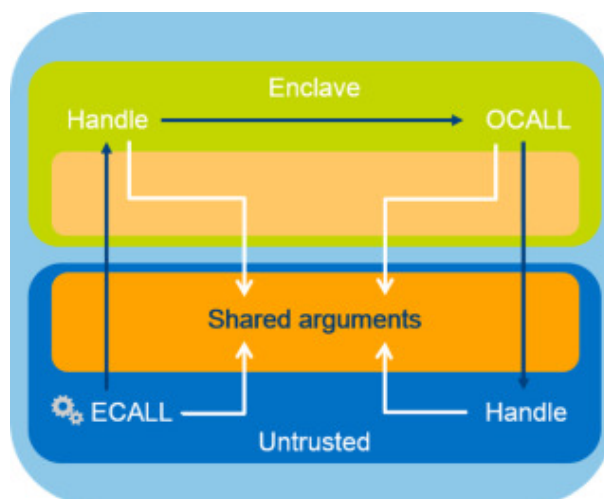 Enclave
Handle
OCALL
Shared arguments
ECALL
Handle
Untrusted